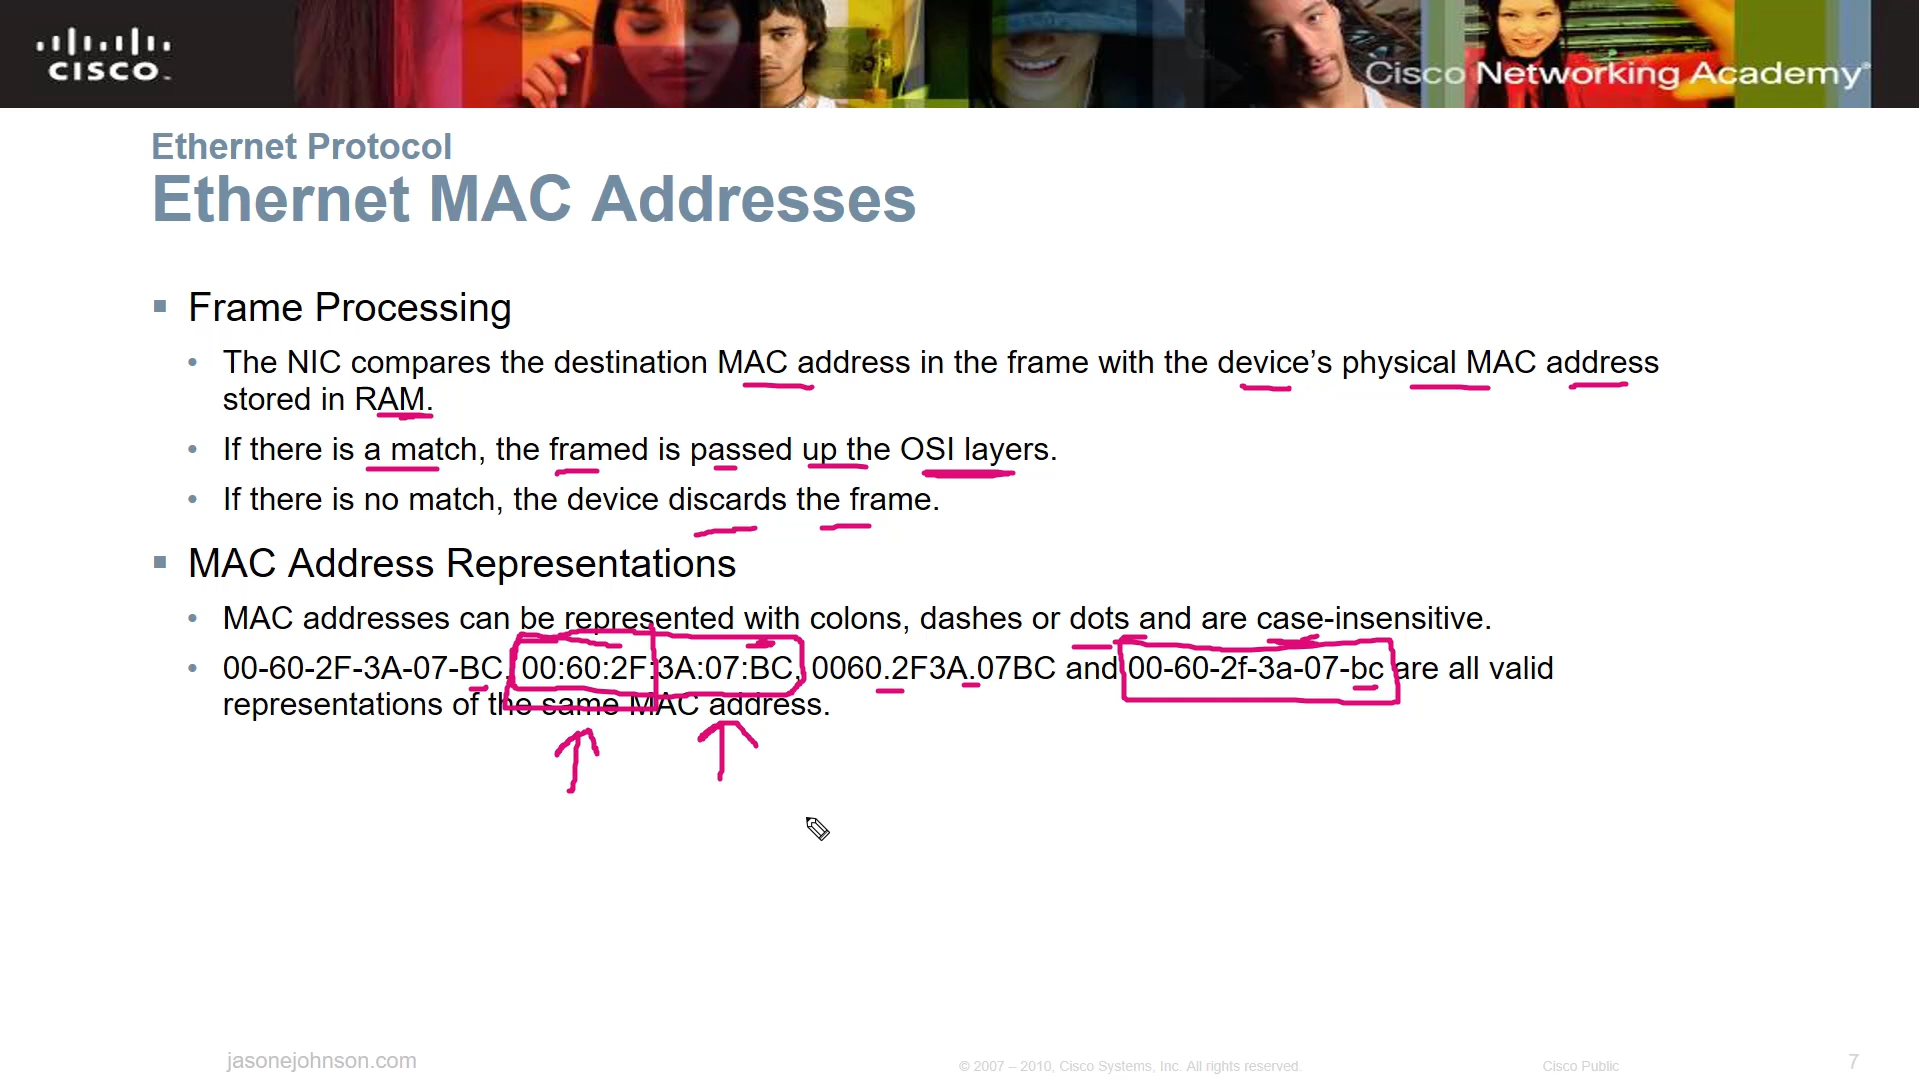 CISCO
Cisco Networking Academy®
Ethernet Protocol
Ethernet MAC Addresses
Frame Processing
The NIC compares the destination MAC address in the frame with the device’s physical MAC address
stored in RAM.
If there is a match, the framed is passed up the OSI layers.
If there is no match, the device discards the frame.
MAC Address Representations
MAC addresses can be represented with colons, dashes or dots and are case-insensitive.
00-60-2F-3A-07-BC, 00:60:2F:3A:07:BC, 0060.2F3A.07BC and 00-60-2f-3a-07-bc are all valid
representations of the same MAC address.
jasonejohnson.com
© 2007 – 2010, Cisco Systems, Inc. All rights reserved.
Cisco Public
7